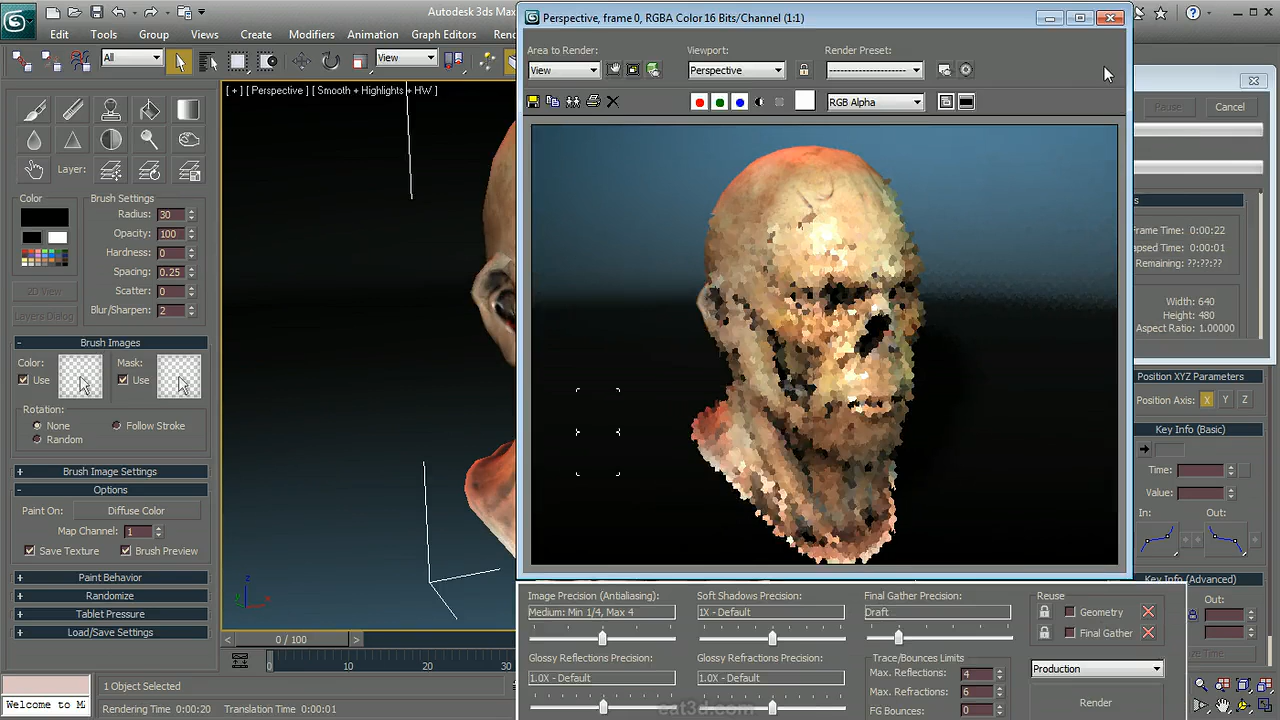 Autodesk 3ds Max
Edit Tools Group Views Create Modifiers Animation Graph Editors
All
View
Layer:
Color
Brush Settings
Radius: 30
Opacity: 100
Hardness: 0
Spacing: 0.25
Scatter: 0
Blur/Sharpen: 2
2D View
Layers Dialog
- Brush Images
Color: Mask:
Use Use
Rotation:
None Follow Stroke
Random
+ Brush Image Settings
- Options
Paint On: Diffuse Color
Map Channel: 1
Save Texture Brush Preview
+ Paint Behavior
+ Randomize
+ Tablet Pressure
+ Load/Save Settings
[ + ] [ Perspective ] [ Smooth + Highlights + HW ]
z
x
< 0 / 100 >
0 10 20 30
1 Object Selected
Welcome to M
Rendering Time 0:00:20 Translation Time 0:00:01
Perspective, frame 0, RGBA Color 16 Bits/Channel (1:1)
Area to Render: Viewport: Render Preset:
View Perspective
RGB Alpha
Image Precision (Antialiasing): Soft Shadows Precision: Final Gather Precision: Reuse
Medium: Min 1/4, Max 4 1X - Default Draft Geometry
Final Gather
Glossy Reflections Precision: Glossy Refractions Precision: Trace/Bounces Limits
1.0X - Default 1.0X - Default Max. Reflections: 4
Max. Refractions: 6
FG Bounces: 0
Production
Render
eat3d.com
Pause Cancel
Frame Time: 0:00:22
apsed Time: 0:00:01
Remaining: ??:??:??
Width: 640
Height: 480
Aspect Ratio: 1.00000
Position XYZ Parameters
Position Axis: X Y Z
Key Info (Basic)
Time:
Value:
In: Out:
Key Info (Advanced)
Out:
ze Time